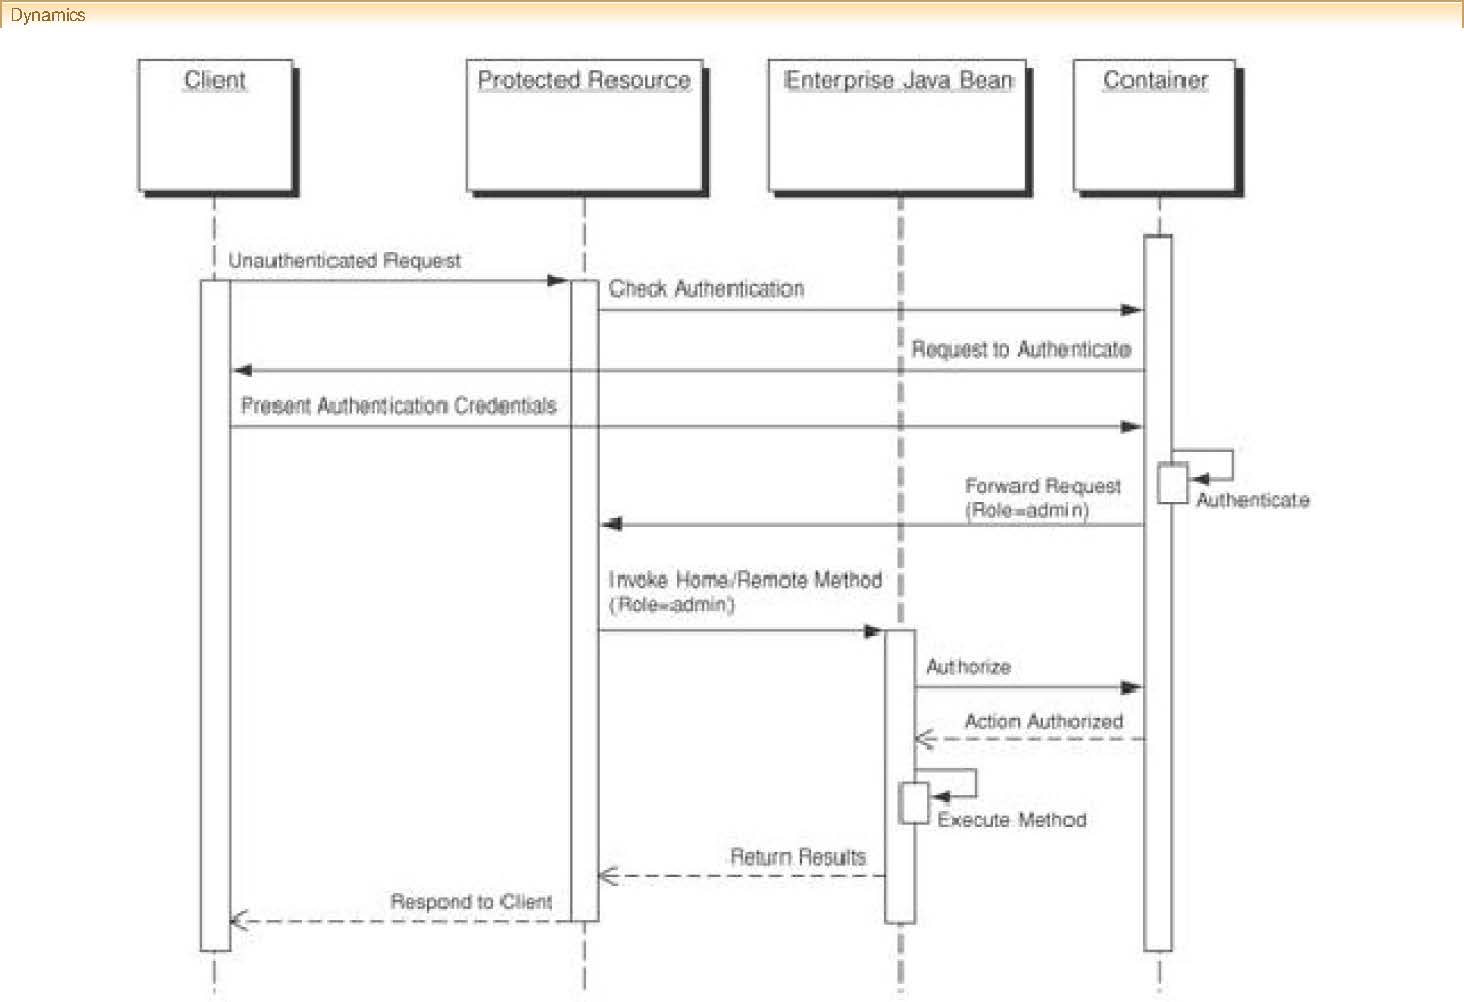 Dynamics
Client
Protected Resource
Enterprise Java Bean
Container
Unauthenticated Request
Check Authentication
Request to Authenticate
Present Authentication Credentials
Authenticate
Forward Request
(Role=admin)
Invoke Home/Remote Method
(Role=admin)
Authorize
Action Authorized
Execute Method
Return Results
Respond to Client